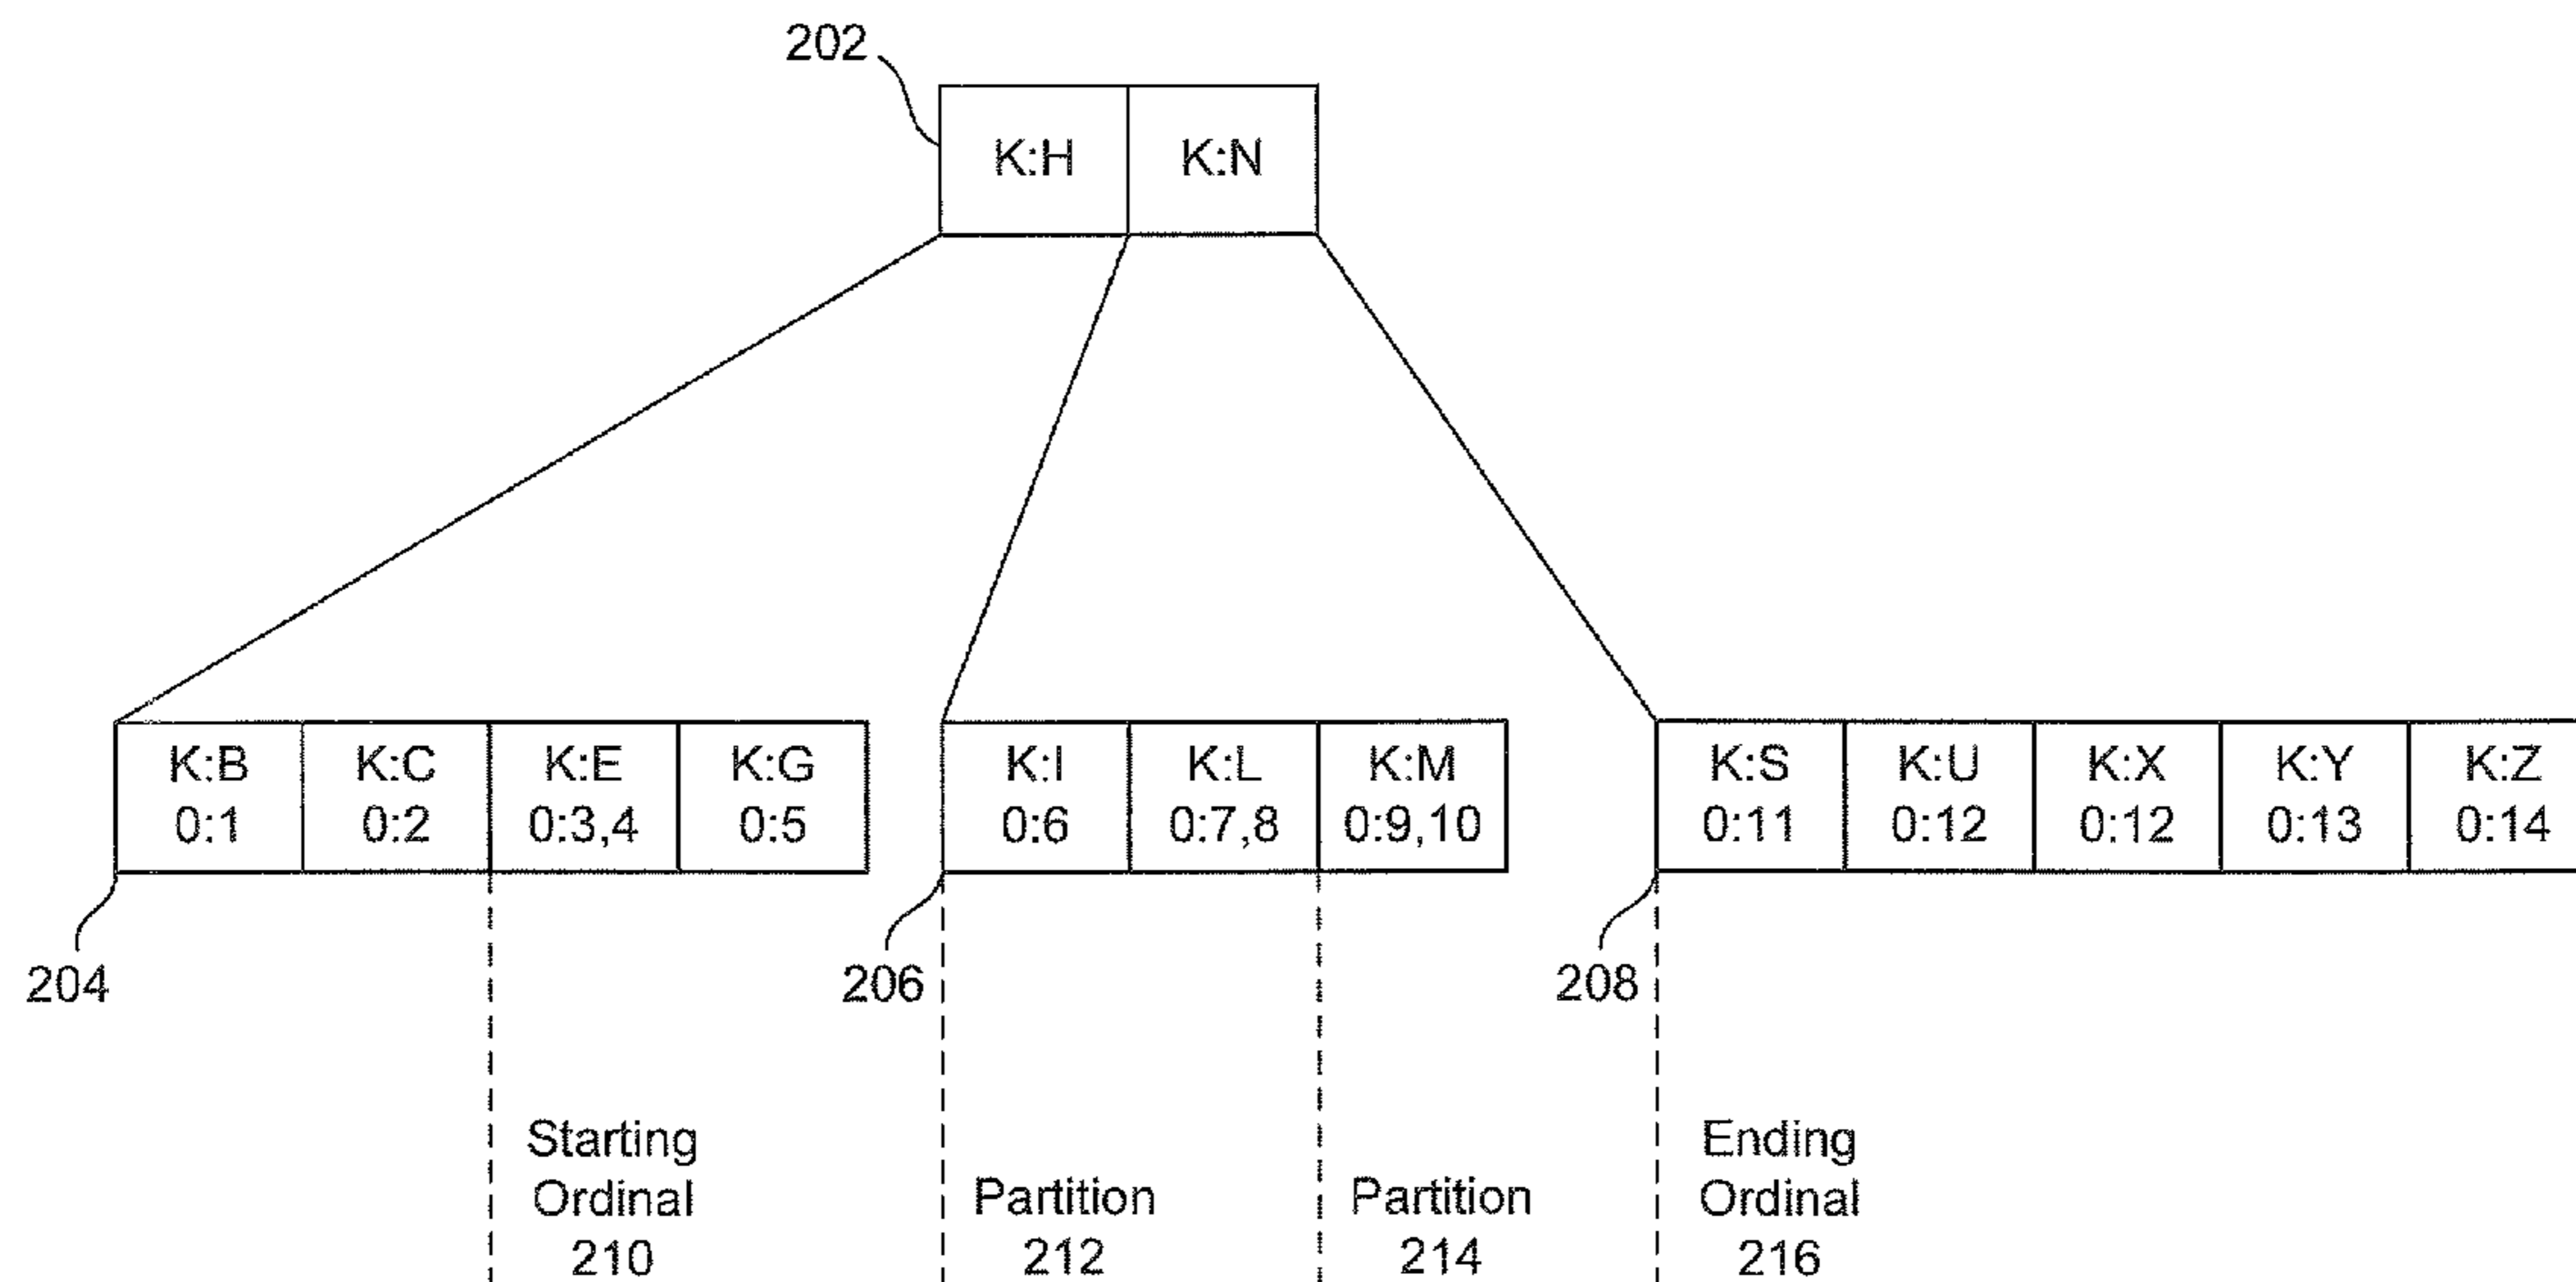 202
K:H
K:N
K:B
0:1
K:C
0:2
K:E
0:3,4
K:G
0:5
K:I
0:6
K:L
0:7,8
K:M
0:9,10
K:S
0:11
K:U
0:12
K:X
0:12
K:Y
0:13
K:Z
0:14
204
206
208
Starting
Ordinal
210
Partition
212
Partition
214
Ending
Ordinal
216